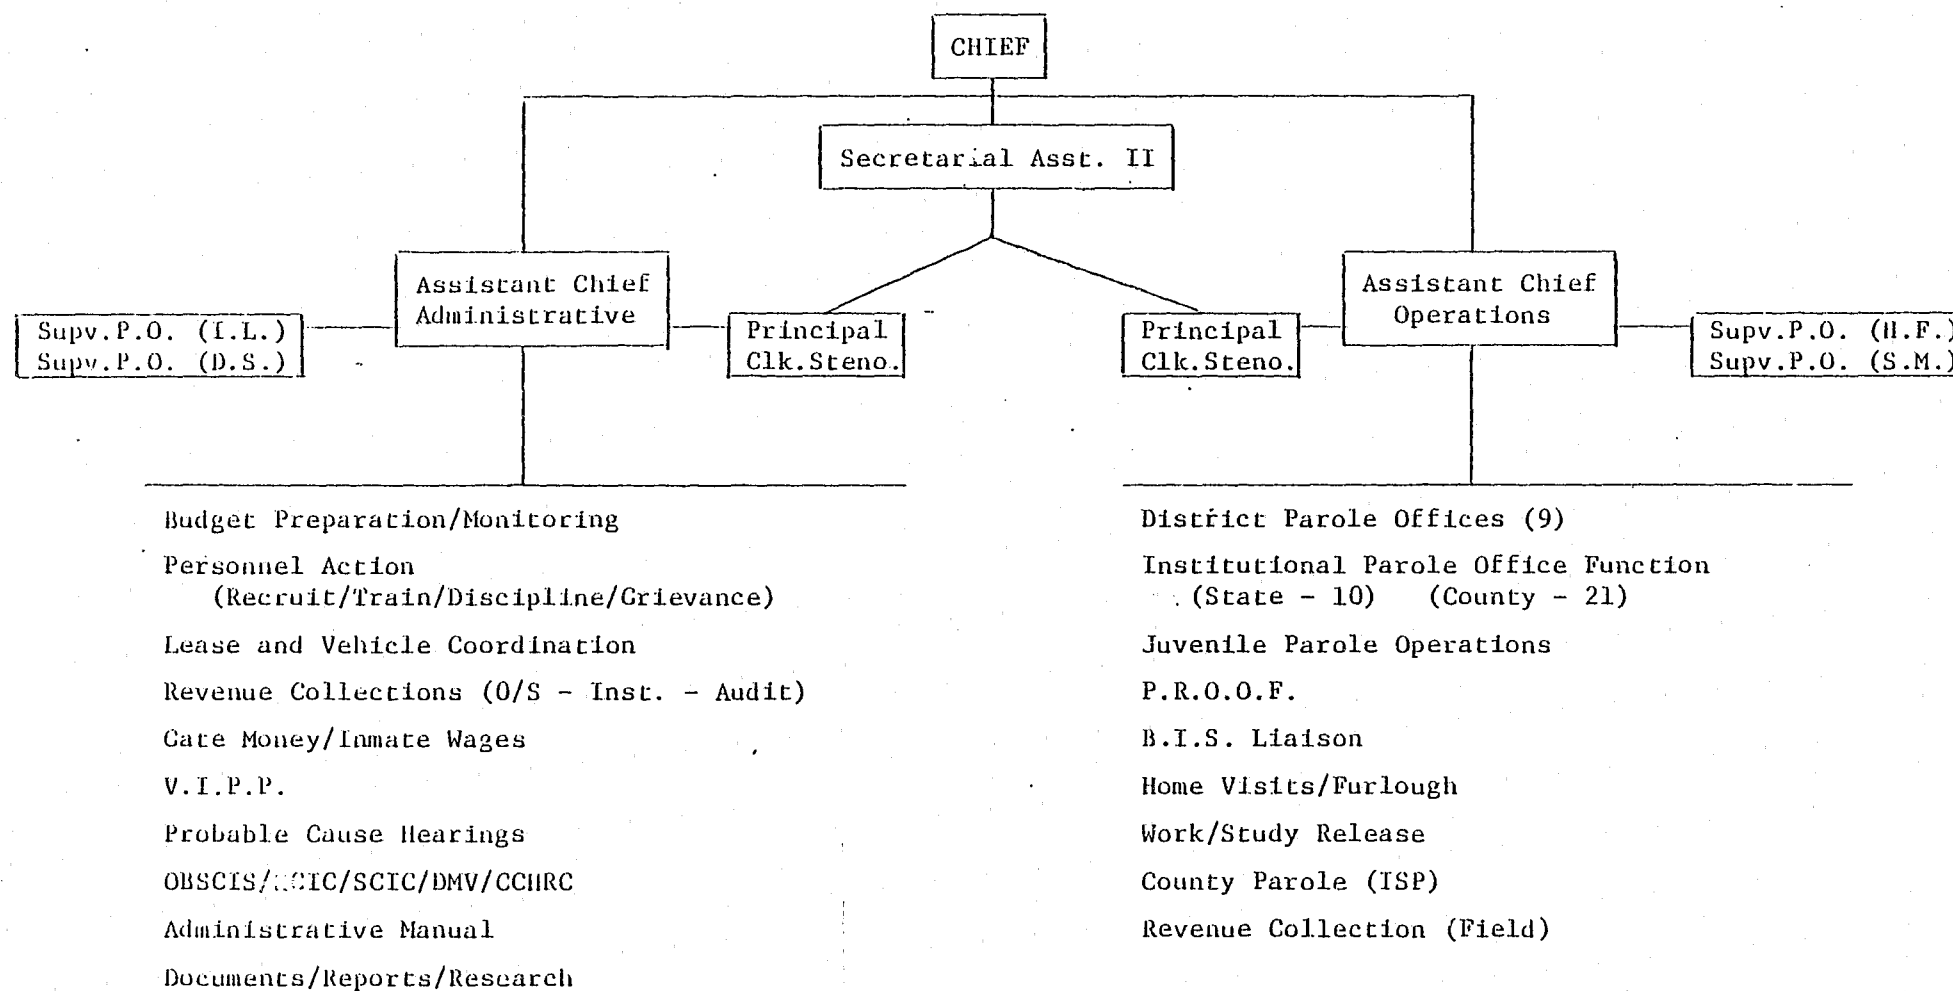 CHIEF
Secretarial Asst. II
Assistant Chief
Administrative
Assistant Chief
Operations
Supv.P.O. (I.L.)
Supv.P.O. (D.S.)
Principal
Clk.Steno.
Principal
Clk.Steno.
Supv.P.O. (H.F.)
Supv.P.O. (S.M.)
Budget Preparation/Monitoring
Personnel Action
(Recruit/Train/Discipline/Grievance)
Lease and Vehicle Coordination
Revenue Collections (O/S - Inst. - Audit)
Gate Money/Inmate Wages
V.I.P.P.
Probable Cause Hearings
OBSCIS/ /SCIC/DMV/CCHRC
Administrative Manual
Documents/Reports/Research
District Parole Offices (9)
Institutional Parole Office Function
(State - 10) (County - 21)
Juvenile Parole Operations
P.R.O.O.F.
B.I.S. Liaison
Home Visits/Furlough
Work/Study Release
County Parole (ISP)
Revenue Collection (Field)